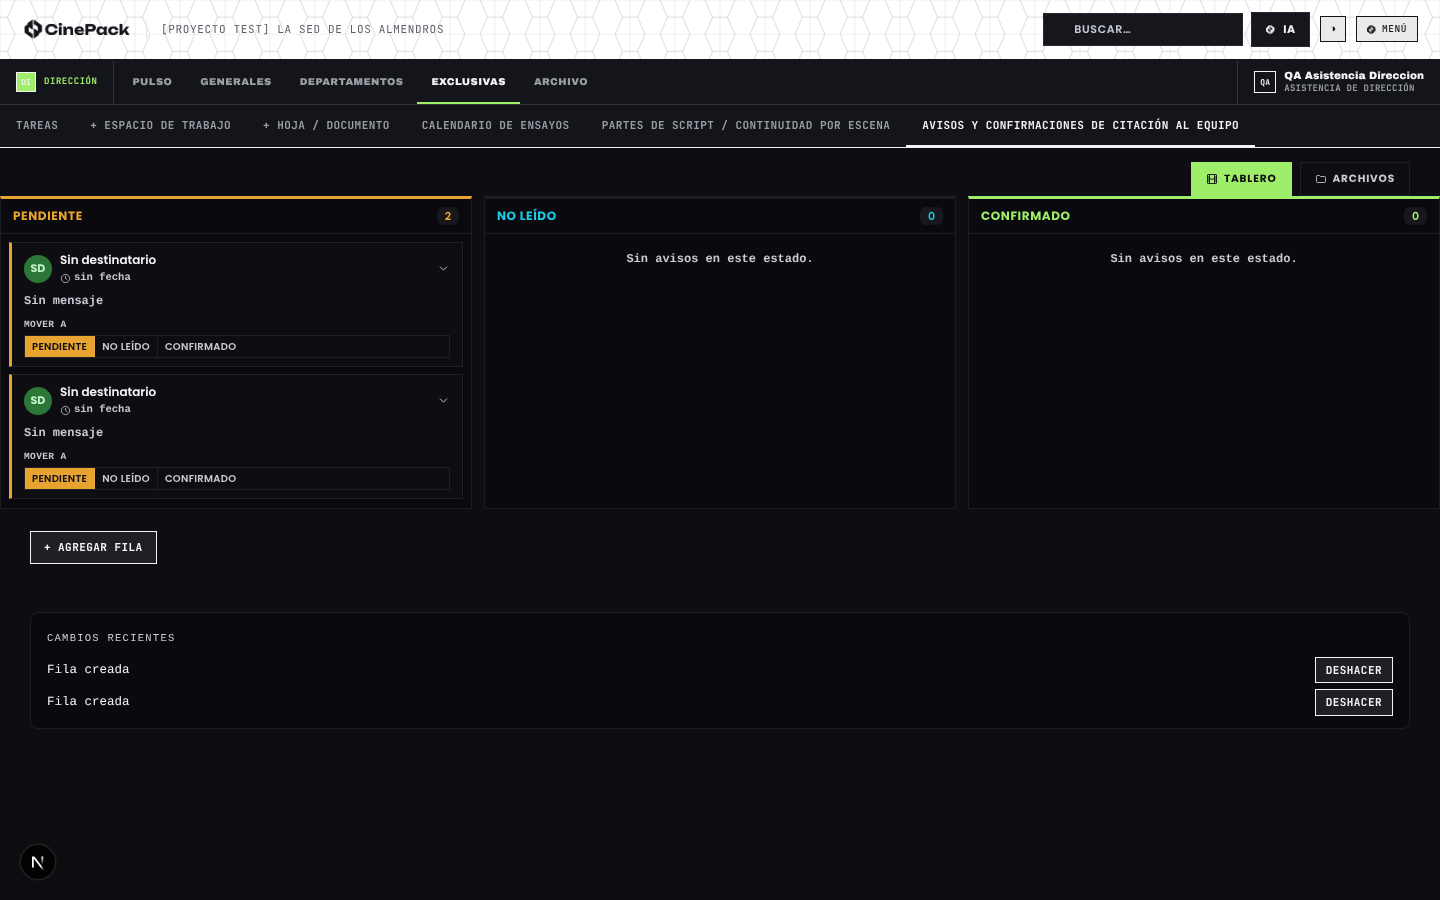 CinePack
[PROYECTO TEST] LA SED DE LOS ALMENDROS
BUSCAR…
IA
MENÚ
DI
DIRECCIÓN
PULSO
GENERALES
DEPARTAMENTOS
EXCLUSIVAS
ARCHIVO
QA
QA Asistencia Direccion
ASISTENCIA DE DIRECCIÓN
TAREAS
+ ESPACIO DE TRABAJO
+ HOJA / DOCUMENTO
CALENDARIO DE ENSAYOS
PARTES DE SCRIPT / CONTINUIDAD POR ESCENA
AVISOS Y CONFIRMACIONES DE CITACIÓN AL EQUIPO
TABLERO
ARCHIVOS
PENDIENTE
2
SD
Sin destinatario
sin fecha
Sin mensaje
MOVER A
PENDIENTE
NO LEÍDO
CONFIRMADO
SD
Sin destinatario
sin fecha
Sin mensaje
MOVER A
PENDIENTE
NO LEÍDO
CONFIRMADO
NO LEÍDO
0
Sin avisos en este estado.
CONFIRMADO
0
Sin avisos en este estado.
+ AGREGAR FILA
CAMBIOS RECIENTES
Fila creada
DESHACER
Fila creada
DESHACER
N